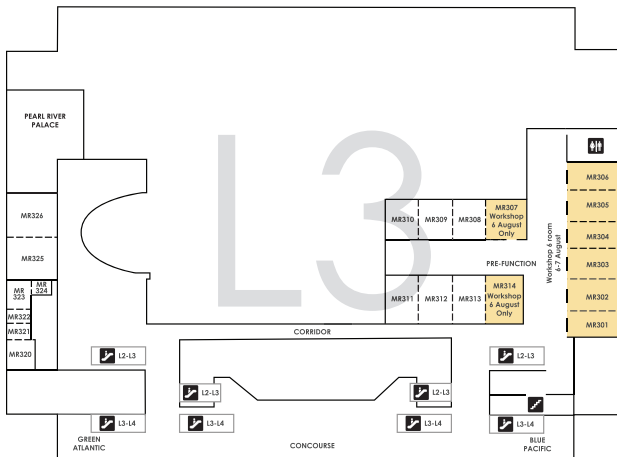 L3
PEARL RIVER
PALACE
MR326
MR325
MR
323
MR
324
MR322
MR321
MR320
MR310
MR309
MR308
MR307
Workshop
6 August
Only
PRE-FUNCTION
MR311
MR312
MR313
MR314
Workshop
6 August
Only
Workshop 6 room
6-7 August
MR306
MR305
MR304
MR303
MR302
MR301
CORRIDOR
L2-L3
L2-L3
L2-L3
L2-L3
L3-L4
L3-L4
L3-L4
L3-L4
GREEN
ATLANTIC
CONCOURSE
BLUE
PACIFIC